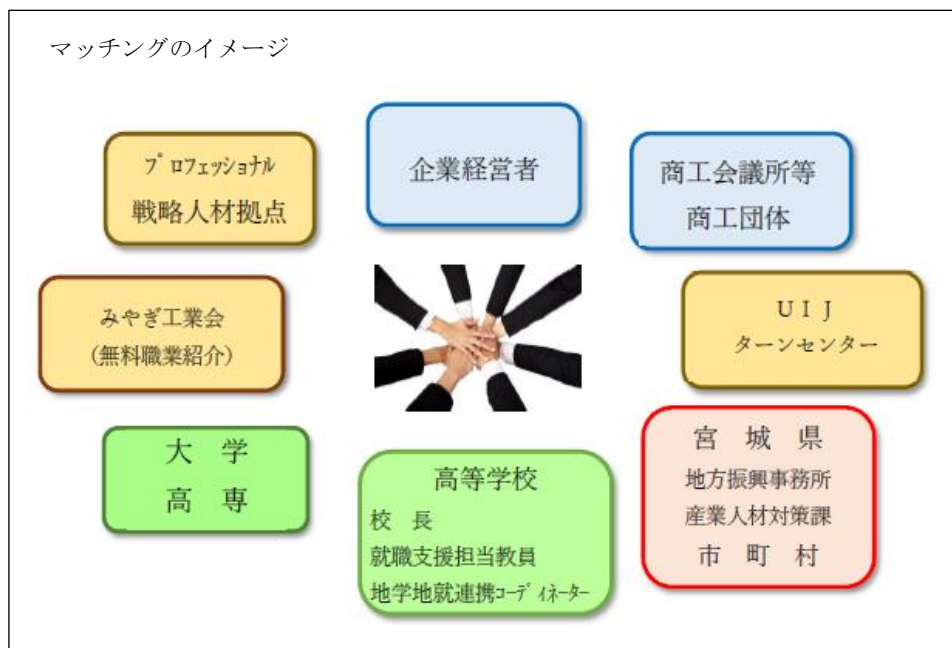 マッチングのイメージ
プロフェッショナル
戦略人材拠点
企業経営者
商工会議所等
商工団体
みやぎ工業会
(無料職業紹介)
UIJ
ターンセンター
大 学
高 専
高等学校
校 長
就職支援担当教員
地学地就連携コーディネーター
宮 城 県
地方振興事務所
産業人材対策課
市 町 村